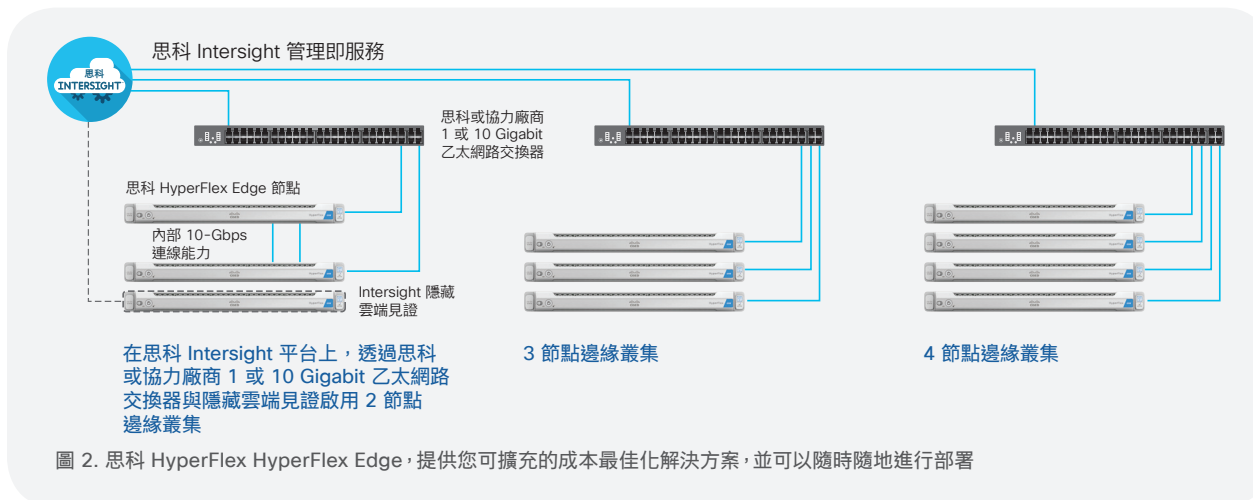 思科 Intersight 管理即服務
思科
INTERSIGHT
思科或協力廠商
1 或 10 Gigabit
乙太網路交換器
思科 HyperFlex Edge 節點
內部 10-Gbps
連線能力
Intersight 隱藏
雲端見證
在思科 Intersight 平台上，透過思科
或協力廠商 1 或 10 Gigabit 乙太網路
交換器與隱藏雲端見證啟用 2 節點
邊緣叢集
3 節點邊緣叢集
4 節點邊緣叢集
圖 2. 思科 HyperFlex HyperFlex Edge，提供您可擴充的成本最佳化解決方案，並可以隨時隨地進行部署